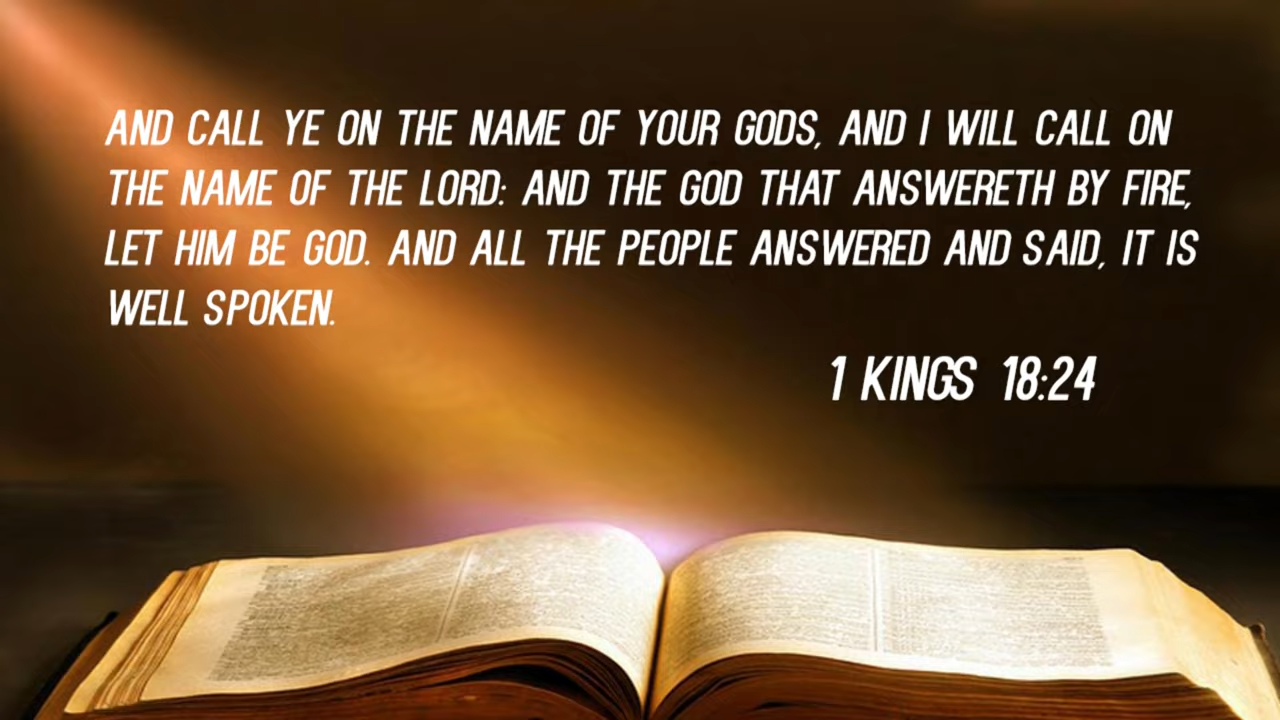 AND CALL YE ON THE NAME OF YOUR GODS, AND I WILL CALL ON
THE NAME OF THE LORD: AND THE GOD THAT ANSWERETH BY FIRE,
LET HIM BE GOD. AND ALL THE PEOPLE ANSWERED AND SAID, IT IS
WELL SPOKEN.
1 KINGS 18:24